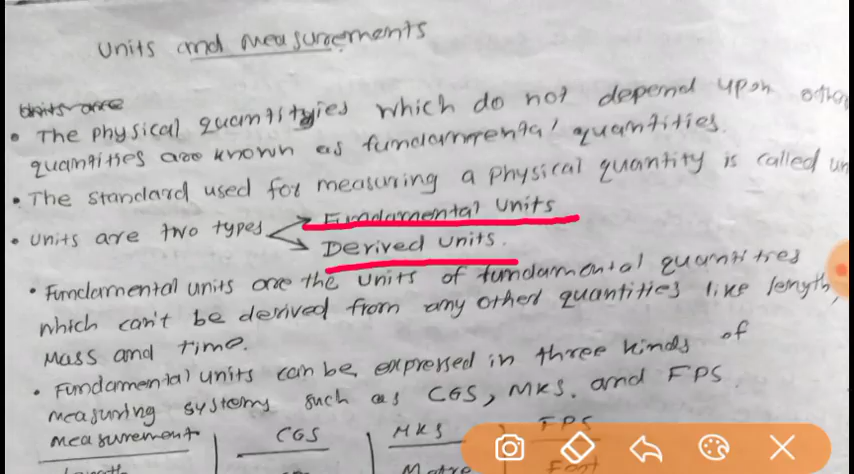 Units and measurements
Units are
• The physical quantityies which do not depend upon other
quantities are known as fundamental quantities.
• The standard used for measuring a physical quantity is called un
• Units are two types Fundamental units
Derived units.
• Fundamental units are the units of fundamental quantities
which can't be derived from any other quantities like length,
Mass and time.
• Fundamental units can be expressed in three kinds of
measuring systems such as CGS, MKS. and FPS.
measurement CGS MKS FPS
Length Metre Foot